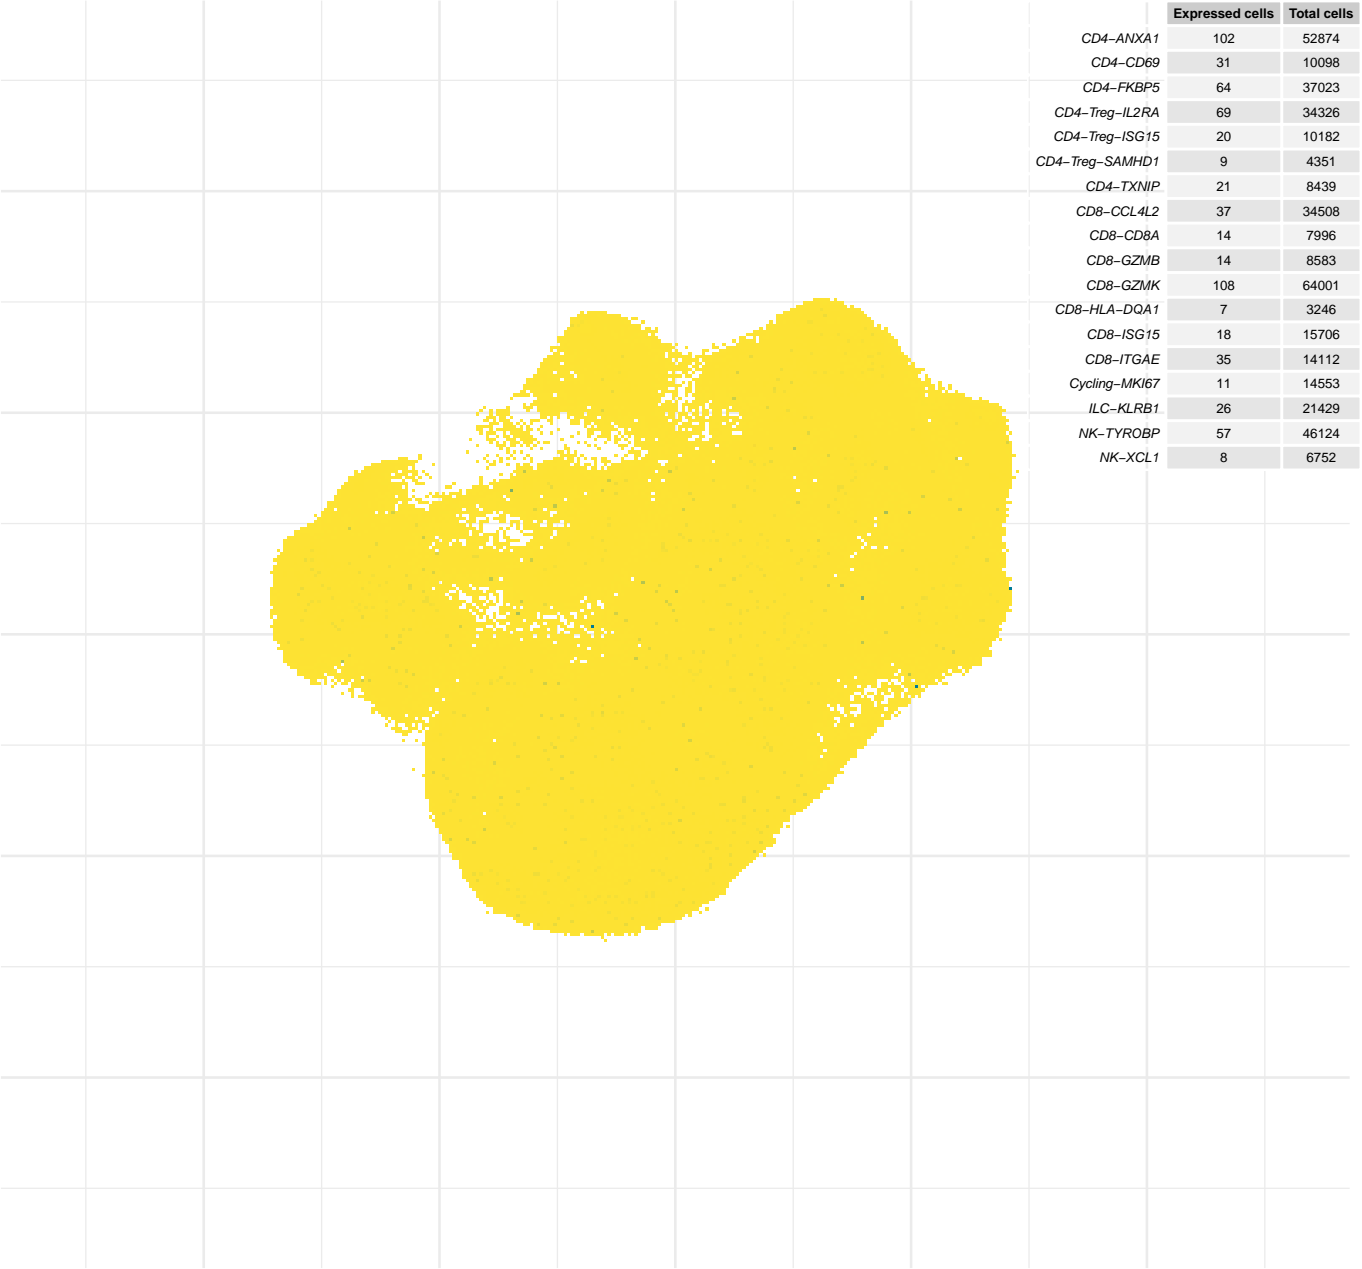 Expressed cells Total cells
CD4−ANXA1 102 52874
CD4−CD69 31 10098
CD4−FKBP5 64 37023
CD4−Treg−IL2RA 69 34326
CD4−Treg−ISG15 20 10182
CD4−Treg−SAMHD1 9 4351
CD4−TXNIP 21 8439
CD8−CCL4L2 37 34508
CD8−CD8A 14 7996
CD8−GZMB 14 8583
CD8−GZMK 108 64001
CD8−HLA−DQA1 7 3246
CD8−ISG15 18 15706
CD8−ITGAE 35 14112
Cycling−MKI67 11 14553
ILC−KLRB1 26 21429
NK−TYROBP 57 46124
NK−XCL1 8 6752